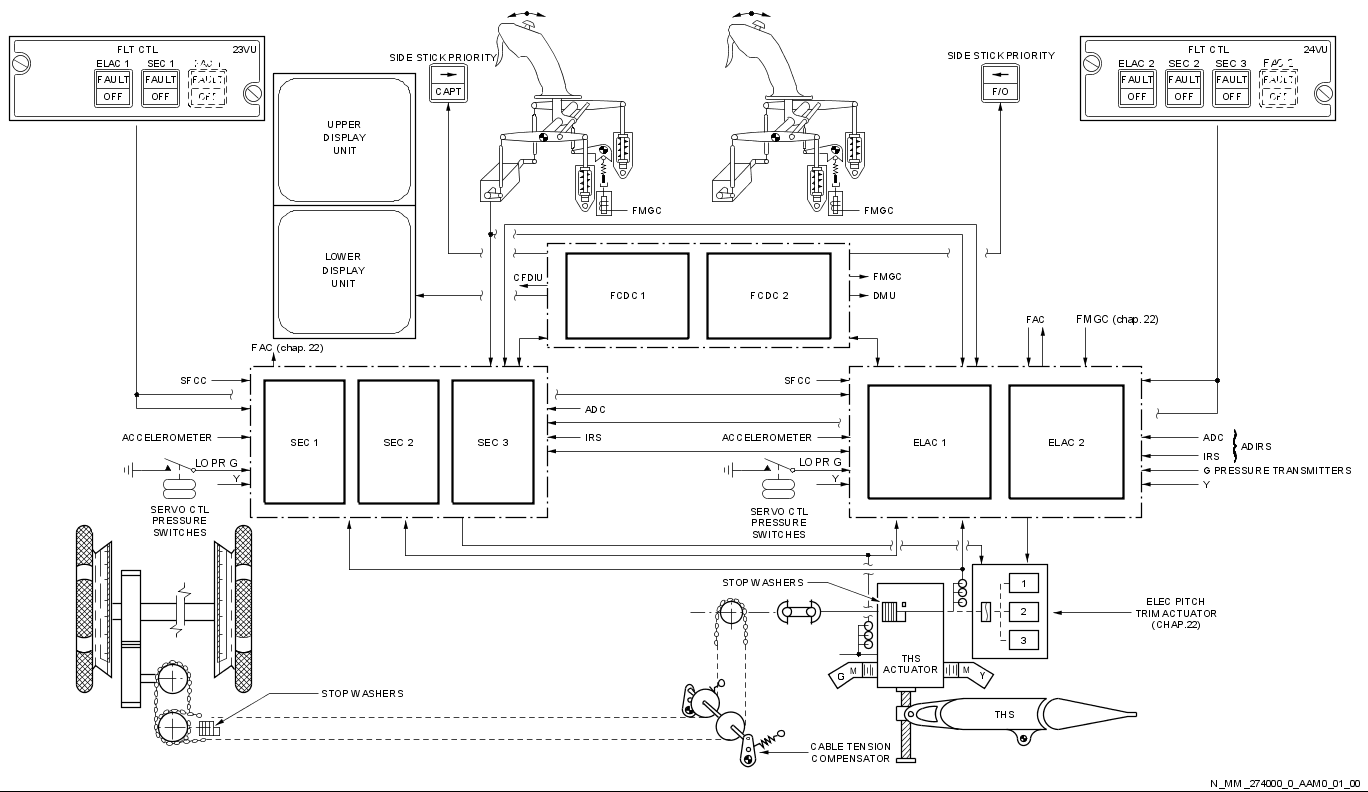 FLT CTL 23VU
ELAC 1 SEC 1 FAC 1
FAULT FAULT FAULT
OFF OFF OFF
UPPER
DISPLAY
UNIT
LOWER
DISPLAY
UNIT
SIDE STICK PRIORITY
CAPT
FMGC
FMGC
SIDE STICK PRIORITY
F/O
FLT CTL 24VU
ELAC 2 SEC 2 SEC 3 FAC 2
FAULT FAULT FAULT FAULT
OFF OFF OFF OFF
CFDIU
FCDC 1
FCDC 2
FMGC
DMU
FAC
FMGC (chap. 22)
FAC (chap. 22)
SFCC
ACCELEROMETER
LO PR G
Y
SERVO CTL
PRESSURE
SWITCHES
SEC 1
SEC 2
SEC 3
ADC
IRS
SFCC
ACCELEROMETER
LO PR G
Y
SERVO CTL
PRESSURE
SWITCHES
ELAC 1
ELAC 2
ADC
IRS
ADIRS
G PRESSURE TRANSMITTERS
Y
STOP WASHERS
1
2
3
ELEC PITCH
TRIM ACTUATOR
(CHAP.22)
THS
ACTUATOR
G M
M Y
THS
STOP WASHERS
CABLE TENSION
COMPENSATOR
N_MM_274000_0_AAM0_01_00